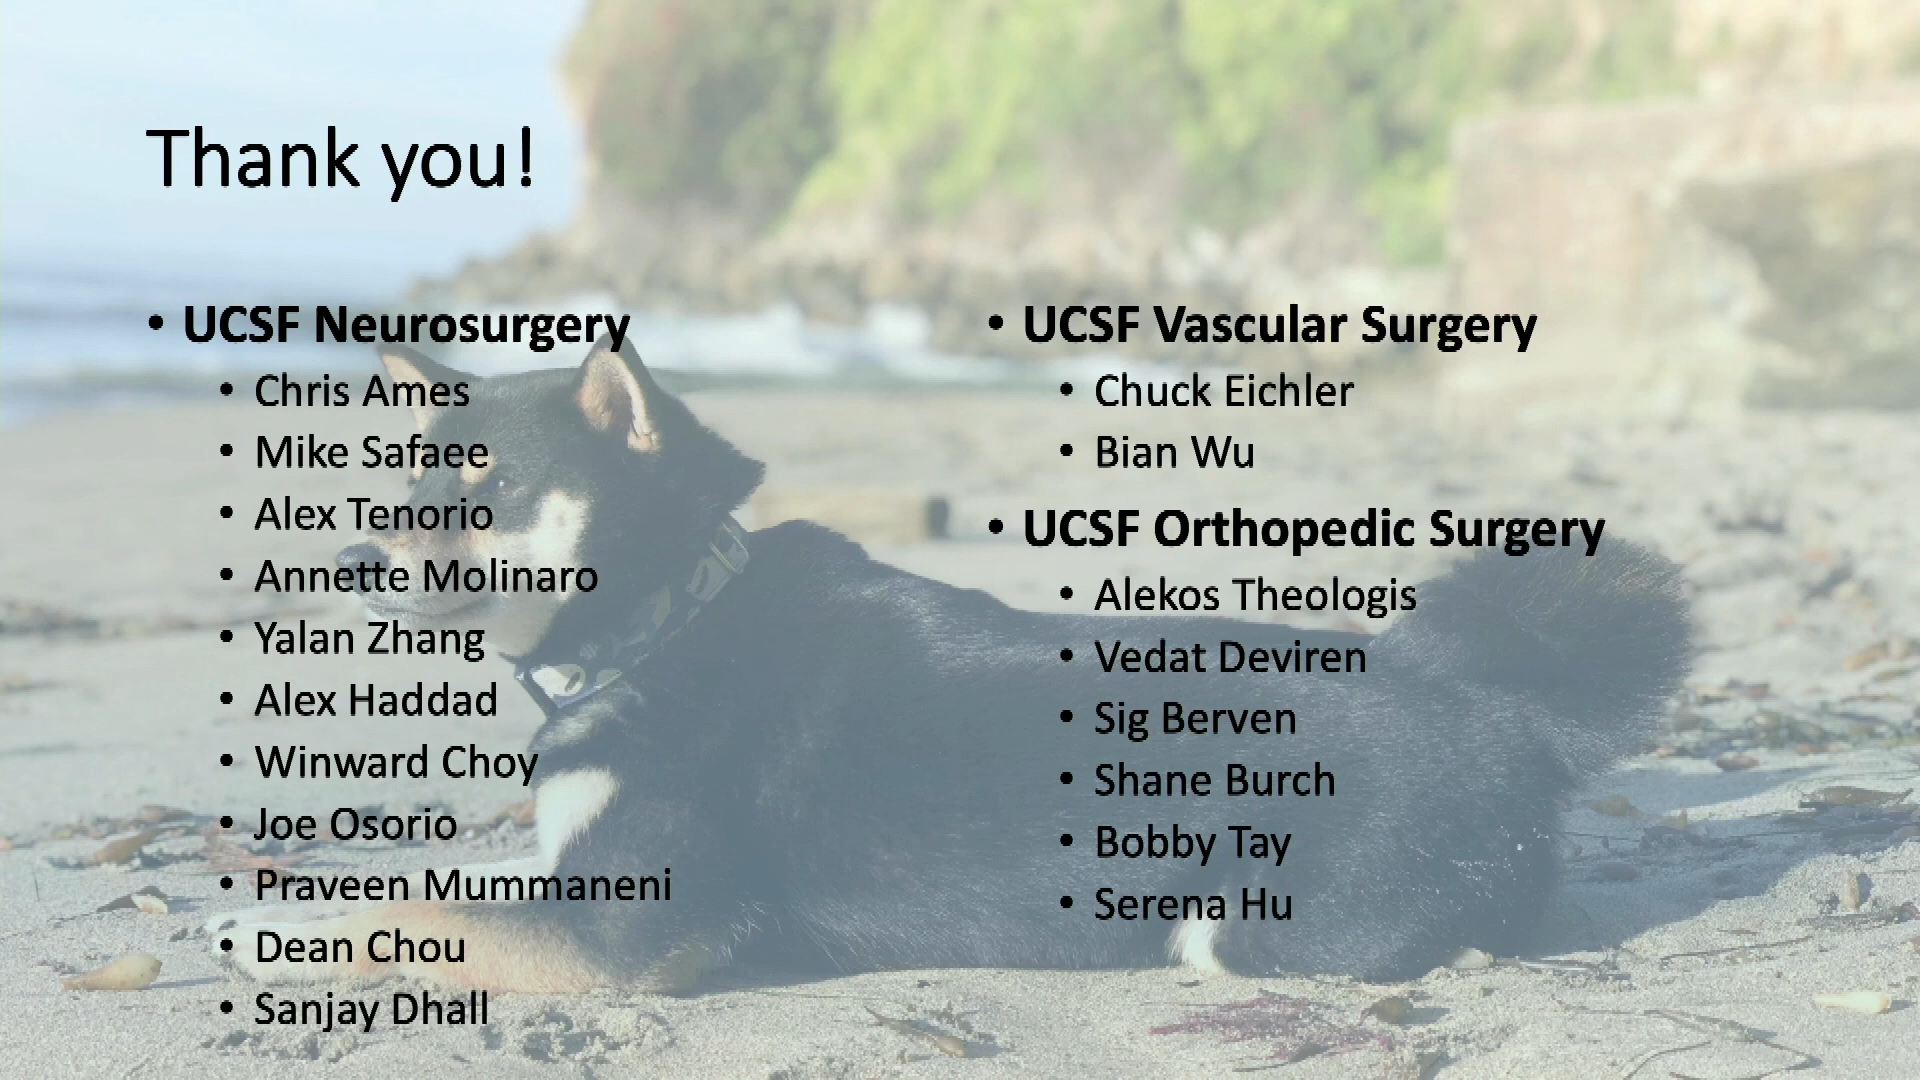 Thank you!
• UCSF Neurosurgery
• Chris Ames
• Mike Safaee
• Alex Tenorio
• Annette Molinaro
• Yalan Zhang
• Alex Haddad
• Winward Choy
• Joe Osorio
• Praveen Mummaneni
• Dean Chou
• Sanjay Dhall
• UCSF Vascular Surgery
• Chuck Eichler
• Bian Wu
• UCSF Orthopedic Surgery
• Alekos Theologis
• Vedat Deviren
• Sig Berven
• Shane Burch
• Bobby Tay
• Serena Hu